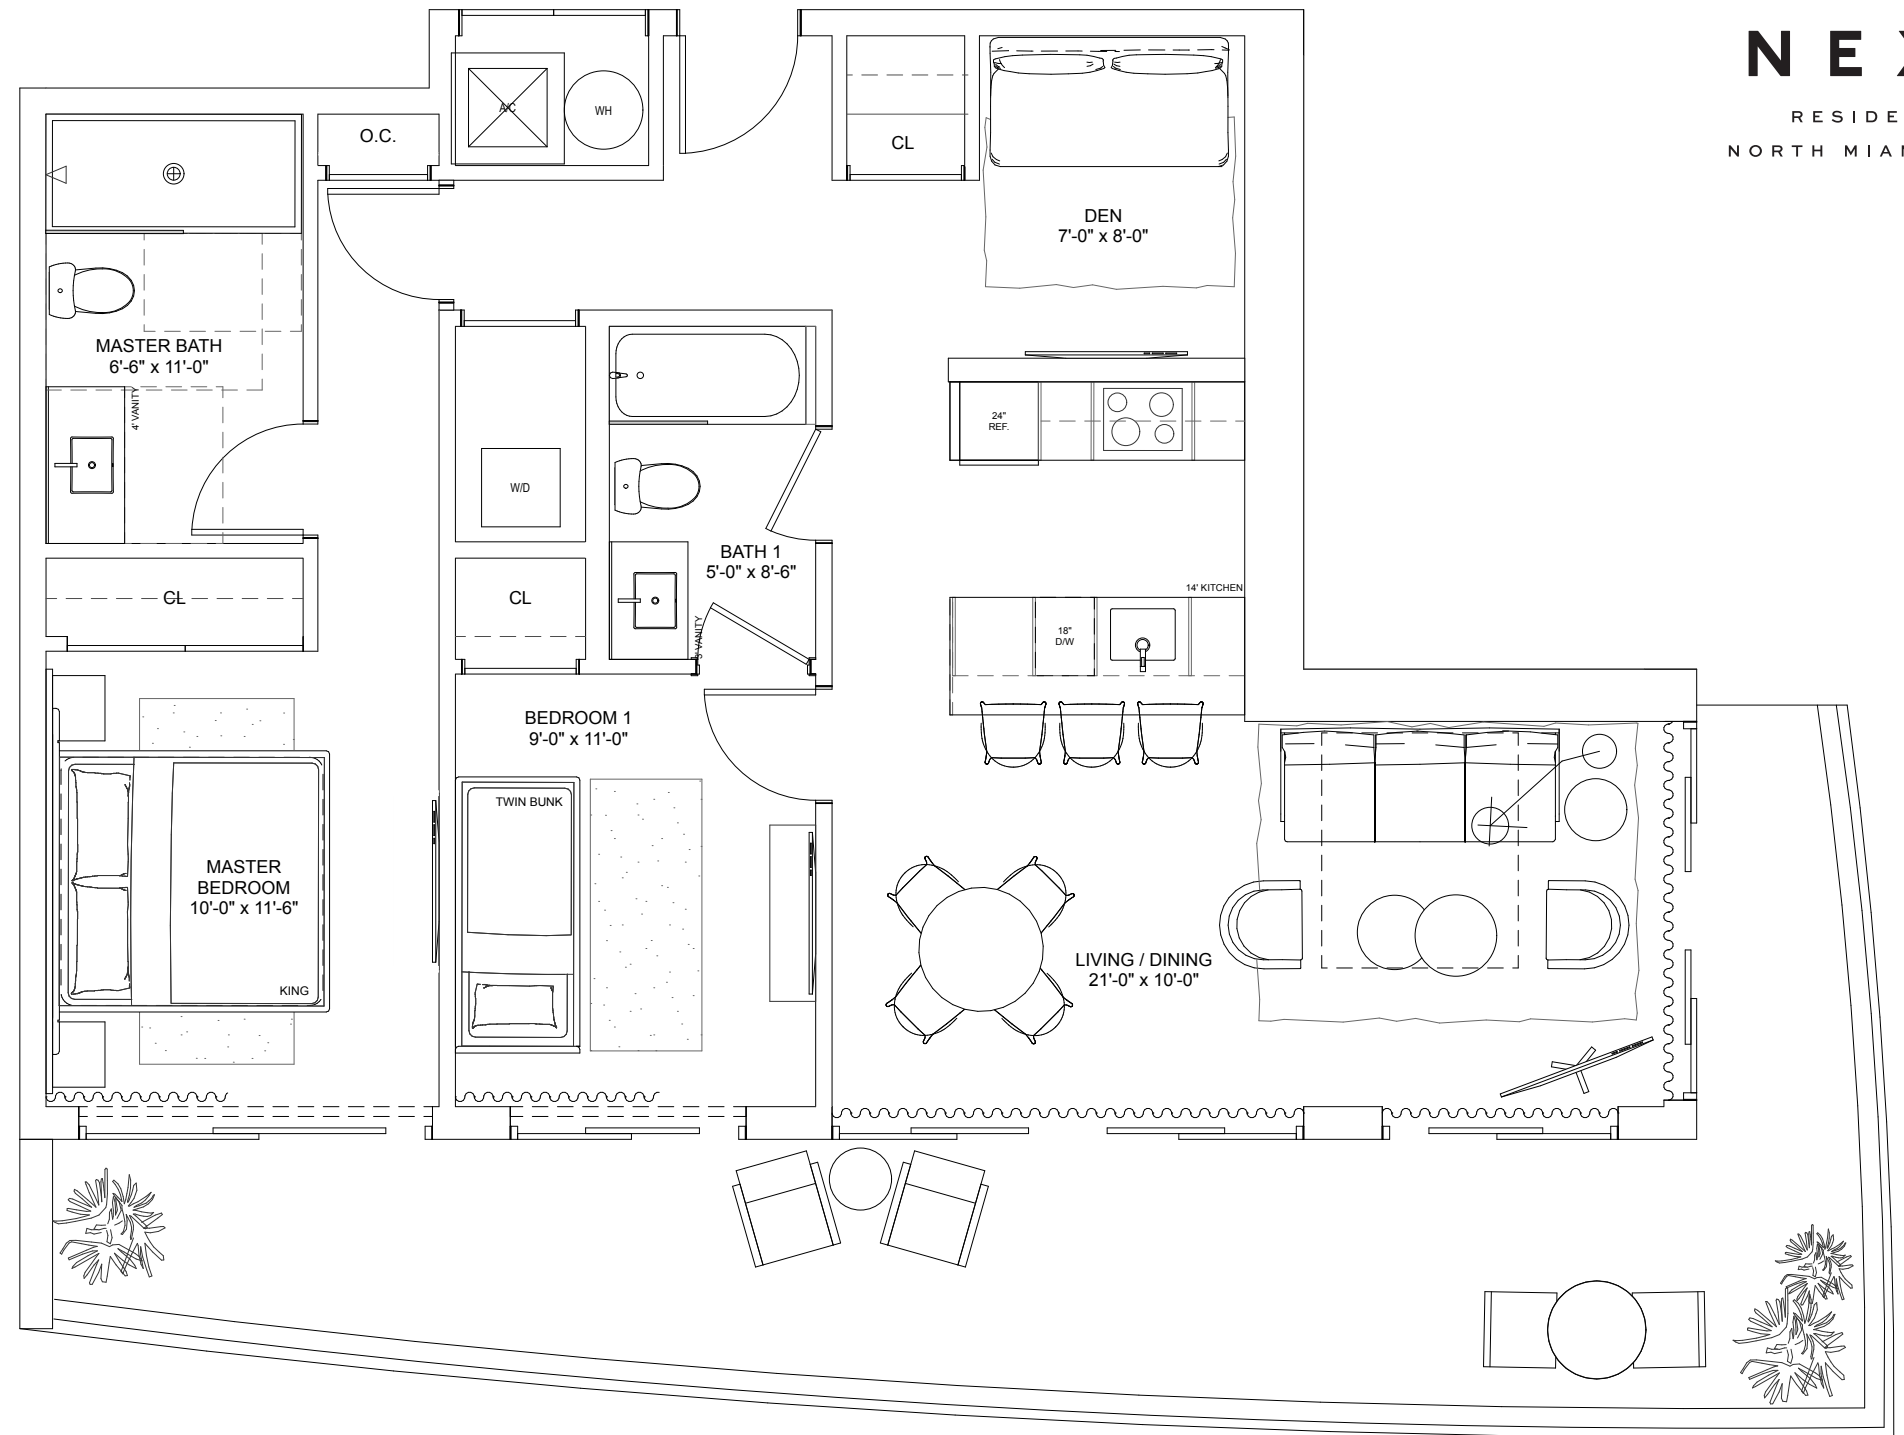 NEX
RESIDE
NORTH MIA
O.C.
A/C
WH
CL
DEN
7'-0" x 8'-0"
MASTER BATH
6'-6" x 11'-0"
4' VANITY
24"
REF.
W/D
BATH 1
5'-0" x 8'-6"
14' KITCHEN
CL
CL
18"
D/W
3' VANITY
BEDROOM 1
9'-0" x 11'-0"
TWIN BUNK
MASTER
BEDROOM
10'-0" x 11'-6"
KING
LIVING / DINING
21'-0" x 10'-0"